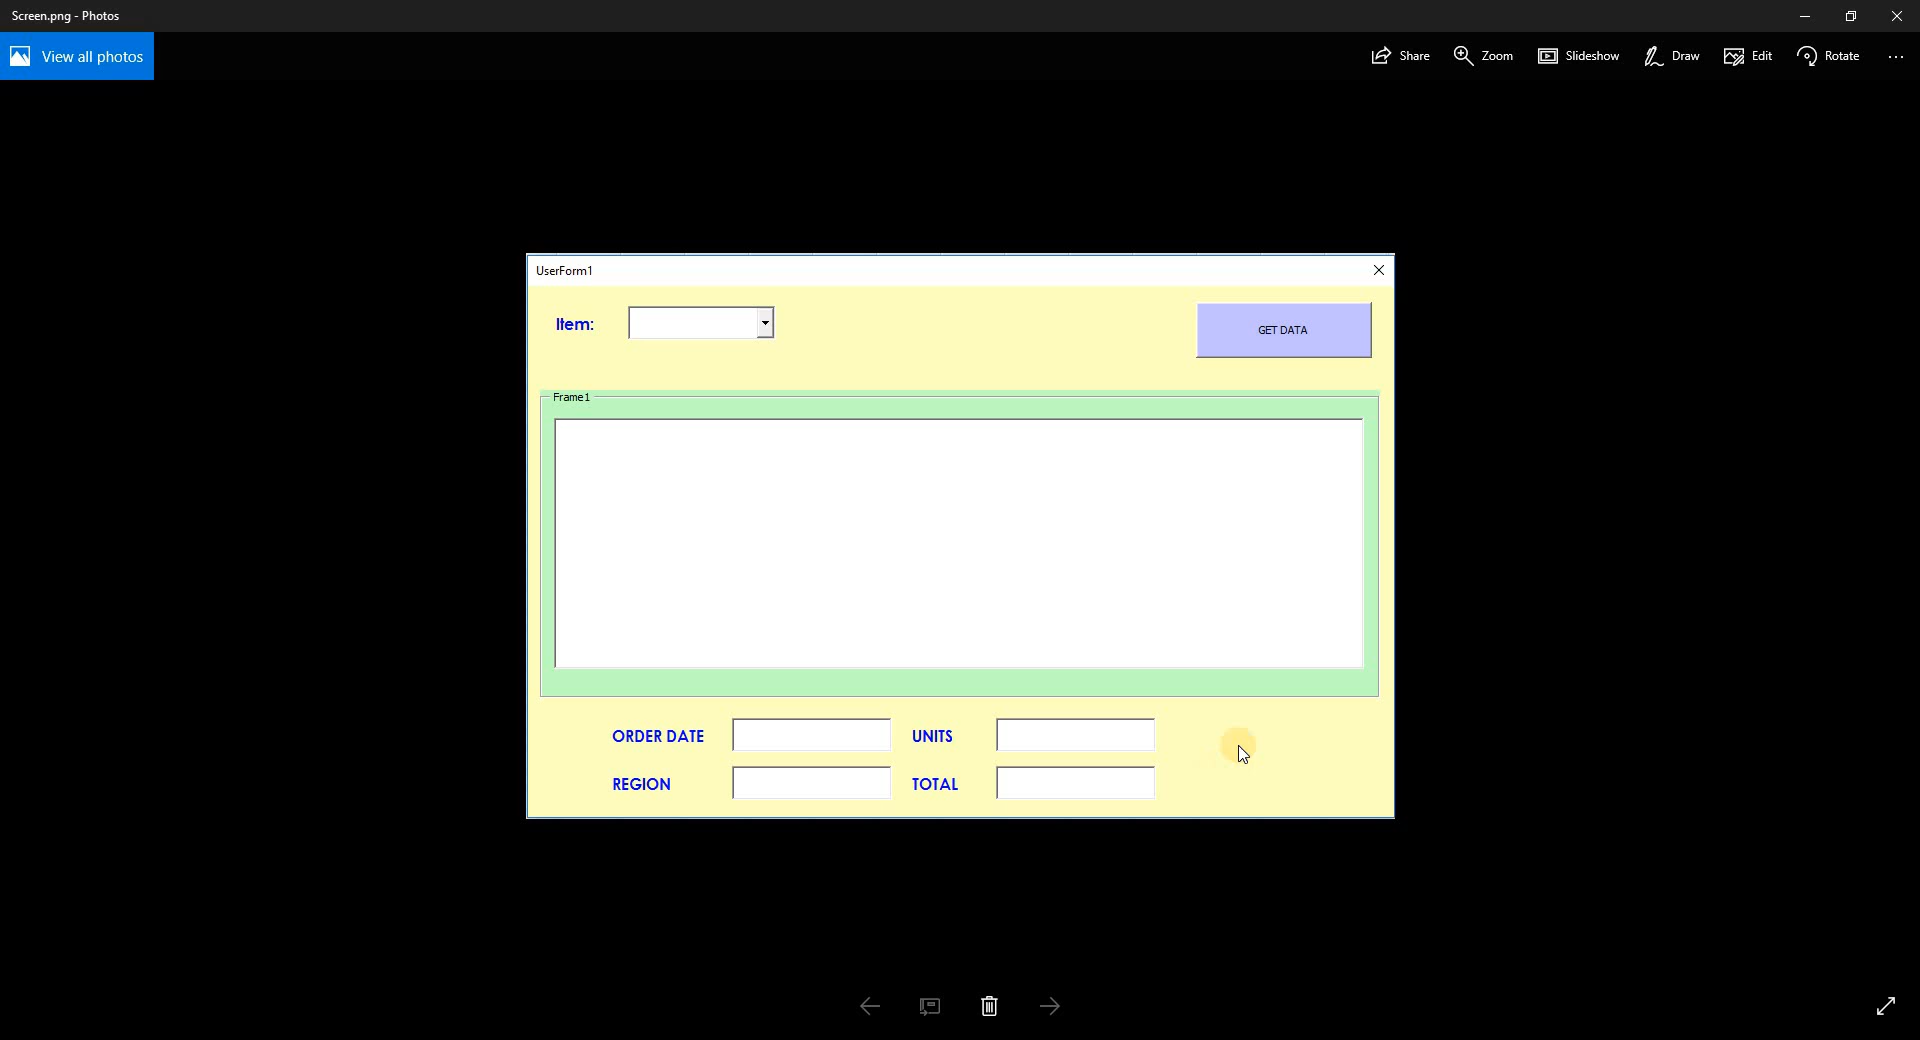 Screen.png - Photos
View all photos
Share Zoom Slideshow Draw Edit Rotate
UserForm1
Item:
GET DATA
Frame1
ORDER DATE UNITS
REGION TOTAL